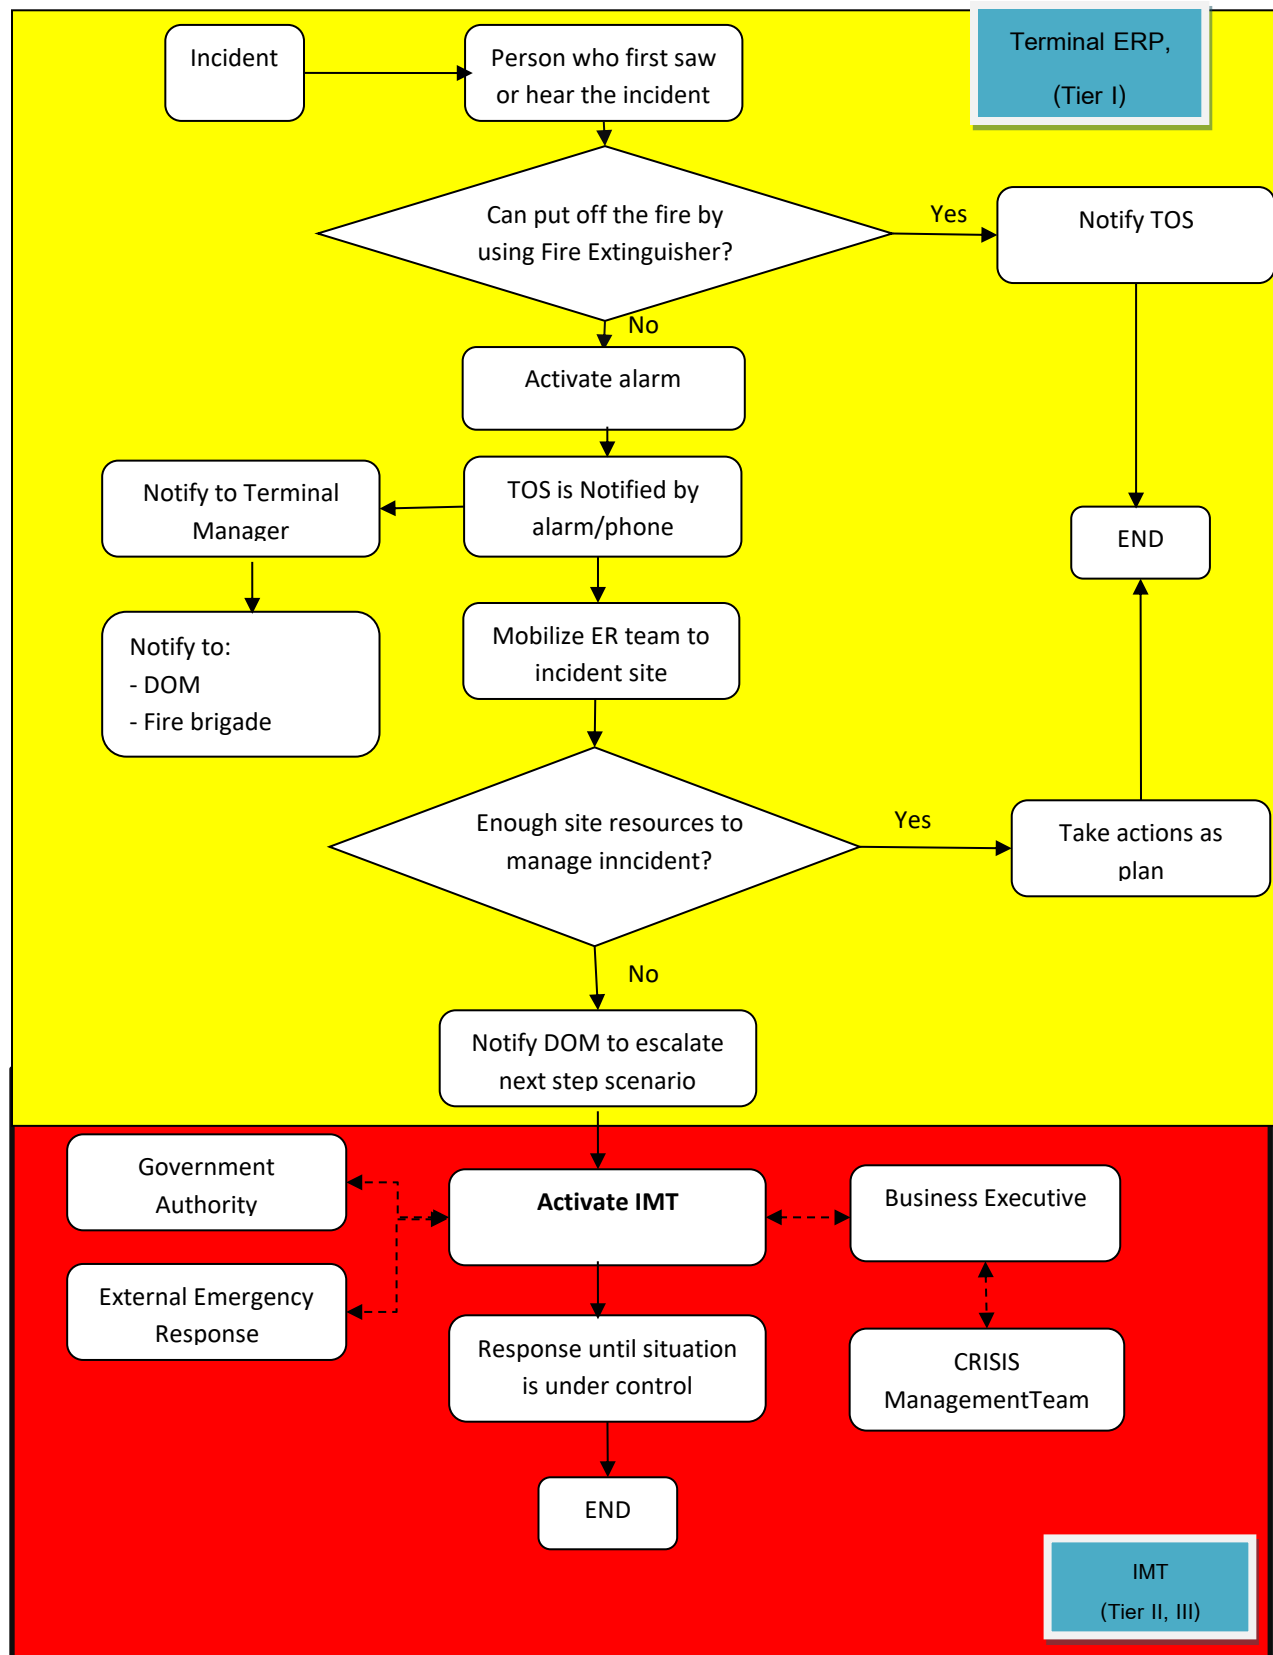 Incident
Person who first saw
or hear the incident
Terminal ERP,
(Tier I)
Can put off the fire by
using Fire Extinguisher?
Yes
Notify TOS
No
Activate alarm
Notify to Terminal
Manager
TOS is Notified by
alarm/phone
END
Notify to:
- DOM
- Fire brigade
Mobilize ER team to
incident site
Enough site resources to
manage inncident?
Yes
Take actions as
plan
No
Notify DOM to escalate
next step scenario
Government
Authority
Activate IMT
Business Executive
External Emergency
Response
Response until situation
is under control
CRISIS
ManagementTeam
END
IMT
(Tier II, III)